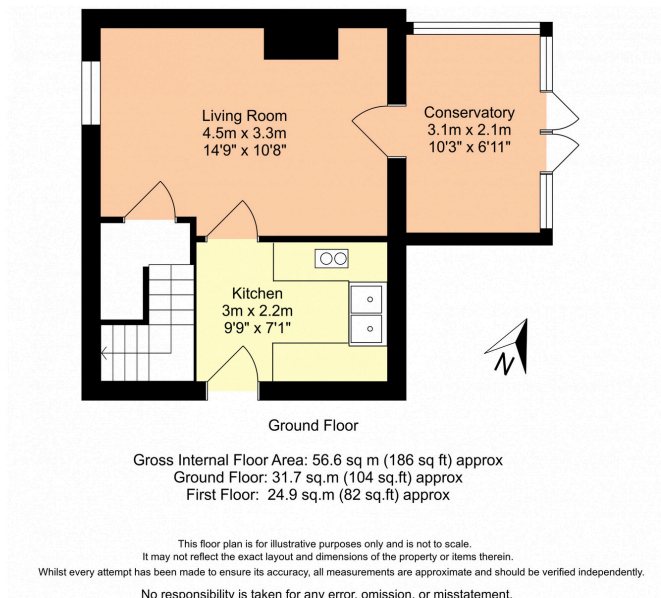 Living Room
4.5m x 3.3m
14'9" x 10'8"
Conservatory
3.1m x 2.1m
10'3" x 6'11"
Kitchen
3m x 2.2m
9'9" x 7'1"
N
Ground Floor
Gross Internal Floor Area: 56.6 sq m (186 sq ft) approx
Ground Floor: 31.7 sq.m (104 sq.ft) approx
First Floor: 24.9 sq.m (82 sq.ft) approx
This floor plan is for illustrative purposes only and is not to scale.
It may not reflect the exact layout and dimensions of the property or items therein.
Whilst every attempt has been made to ensure its accuracy, all measurements are approximate and should be verified independently.
No responsibility is taken for any error, omission, or misstatement.